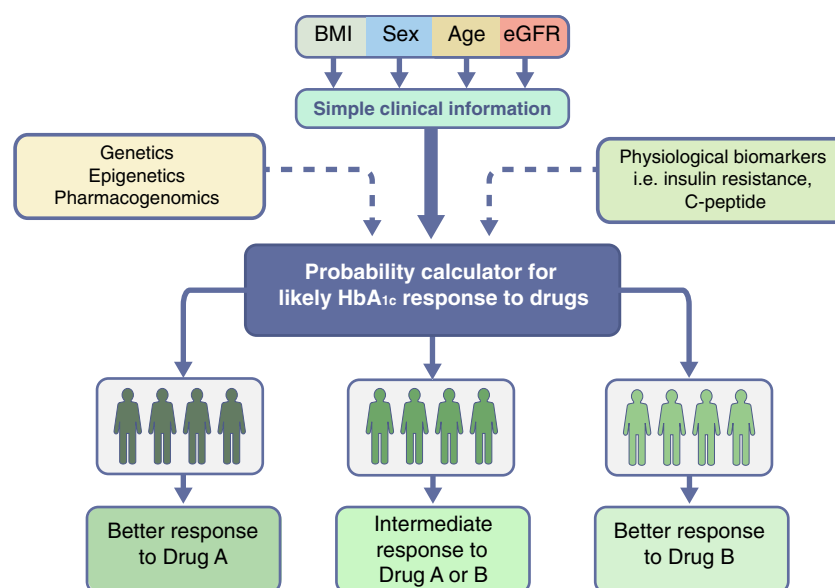 BMI Sex Age eGFR
Simple clinical information
Genetics
Epigenetics
Pharmacogenomics
Physiological biomarkers
i.e. insulin resistance,
C-peptide
Probability calculator for
likely HbA1c response to drugs
Better response
to Drug A
Intermediate
response to
Drug A or B
Better response
to Drug B